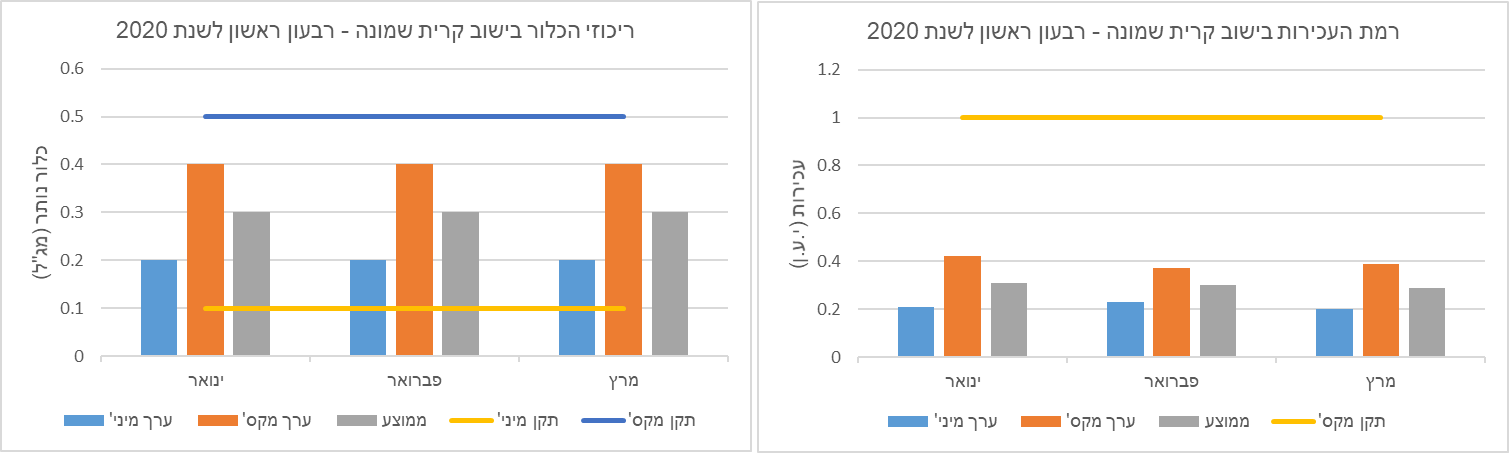 ריכוזי הכלור בישוב קרית שמונה - רבעון ראשון לשנת 2020
0.6
0.5
0.4
0.3
0.2
0.1
0
כלור נותר (מג"ל)
ינואר פברואר מרץ
ערך מיני' ערך מקס' ממוצע תקן מיני' תקן מקס'
רמת העכירות בישוב קרית שמונה - רבעון ראשון לשנת 2020
1.2
1
0.8
0.6
0.4
0.2
0
עכירות (י.ע.ן)
ינואר פברואר מרץ
ערך מיני' ערך מקס' ממוצע תקן מקס'